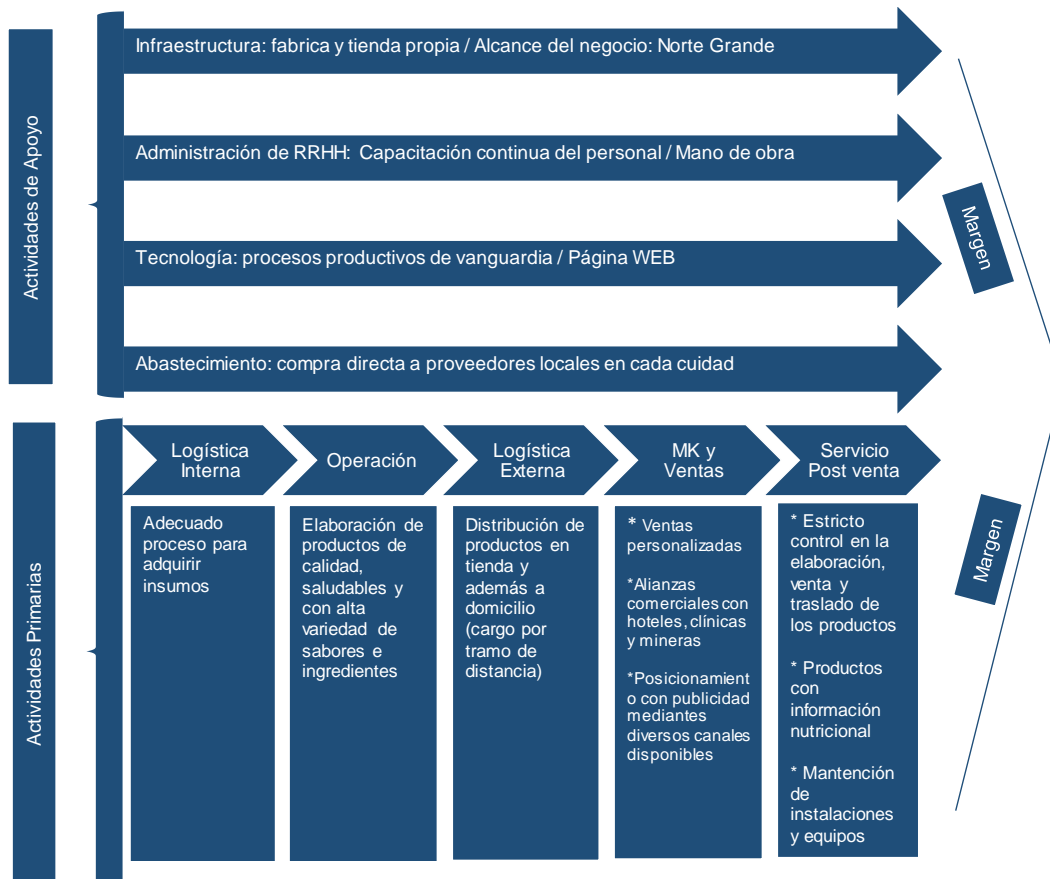 Actividades de Apoyo
Infraestructura: fabrica y tienda propia / Alcance del negocio: Norte Grande
Administración de RRHH: Capacitación continua del personal / Mano de obra
Tecnología: procesos productivos de vanguardia / Página WEB
Abastecimiento: compra directa a proveedores locales en cada cuidad
Margen
Actividades Primarias
Logística
Interna
Operación
Logística
Externa
MK y
Ventas
Servicio
Post venta
Adecuado
proceso para
adquirir
insumos
Elaboración de
productos de
calidad,
saludables y
con alta
variedad de
sabores e
ingredientes
Distribución de
productos en
tienda y
además a
domicilio
(cargo por
tramo de
distancia)
* Ventas
personalizadas
*Alianzas
comerciales con
hoteles, clínicas
y mineras
*Posicionamient
o con publicidad
mediantes
diversos canales
disponibles
* Estricto
control en la
elaboración,
venta y
traslado de
los productos
* Productos
con
información
nutricional
* Mantención
de
instalaciones
y equipos
Margen